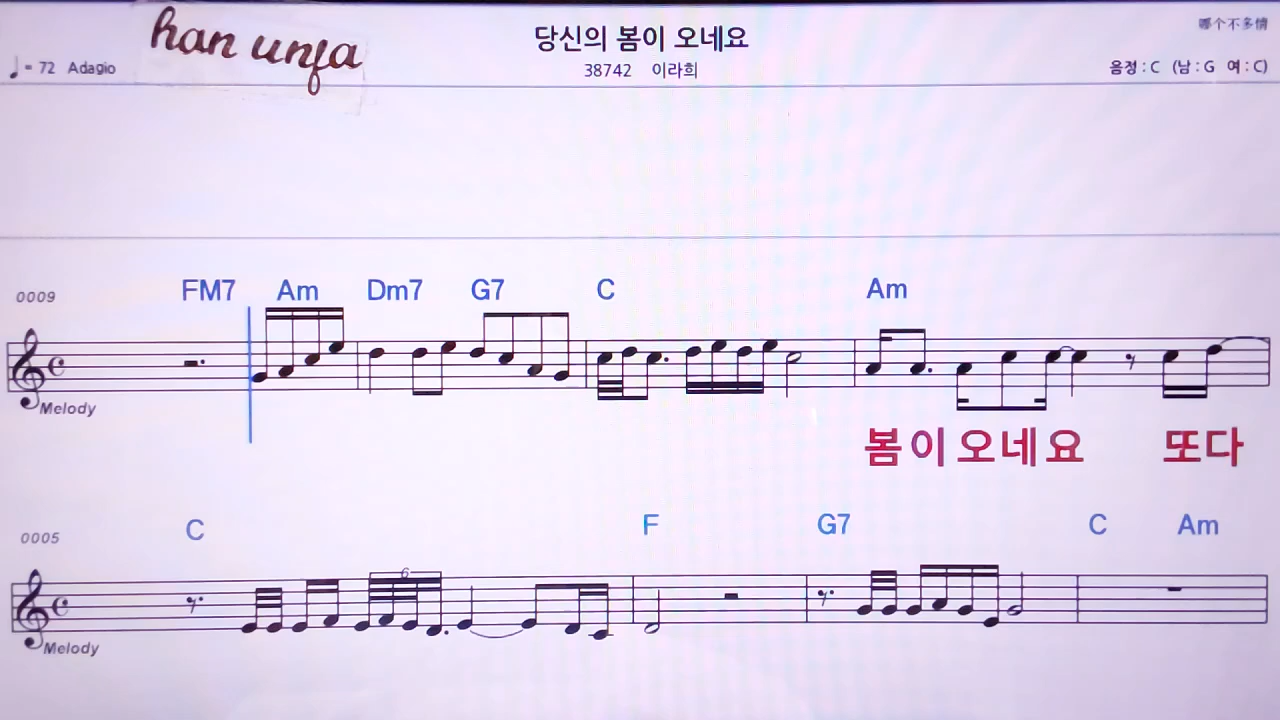 han unja
당신의 봄이 오네요
哪个不多情
♩= 72 Adagio
38742 이라희
음정 : C (남 : G 여 : C)
0009
FM7 Am Dm7 G7 C Am
Melody
봄이오네요 또다
0005
C F G7 C Am
6
Melody